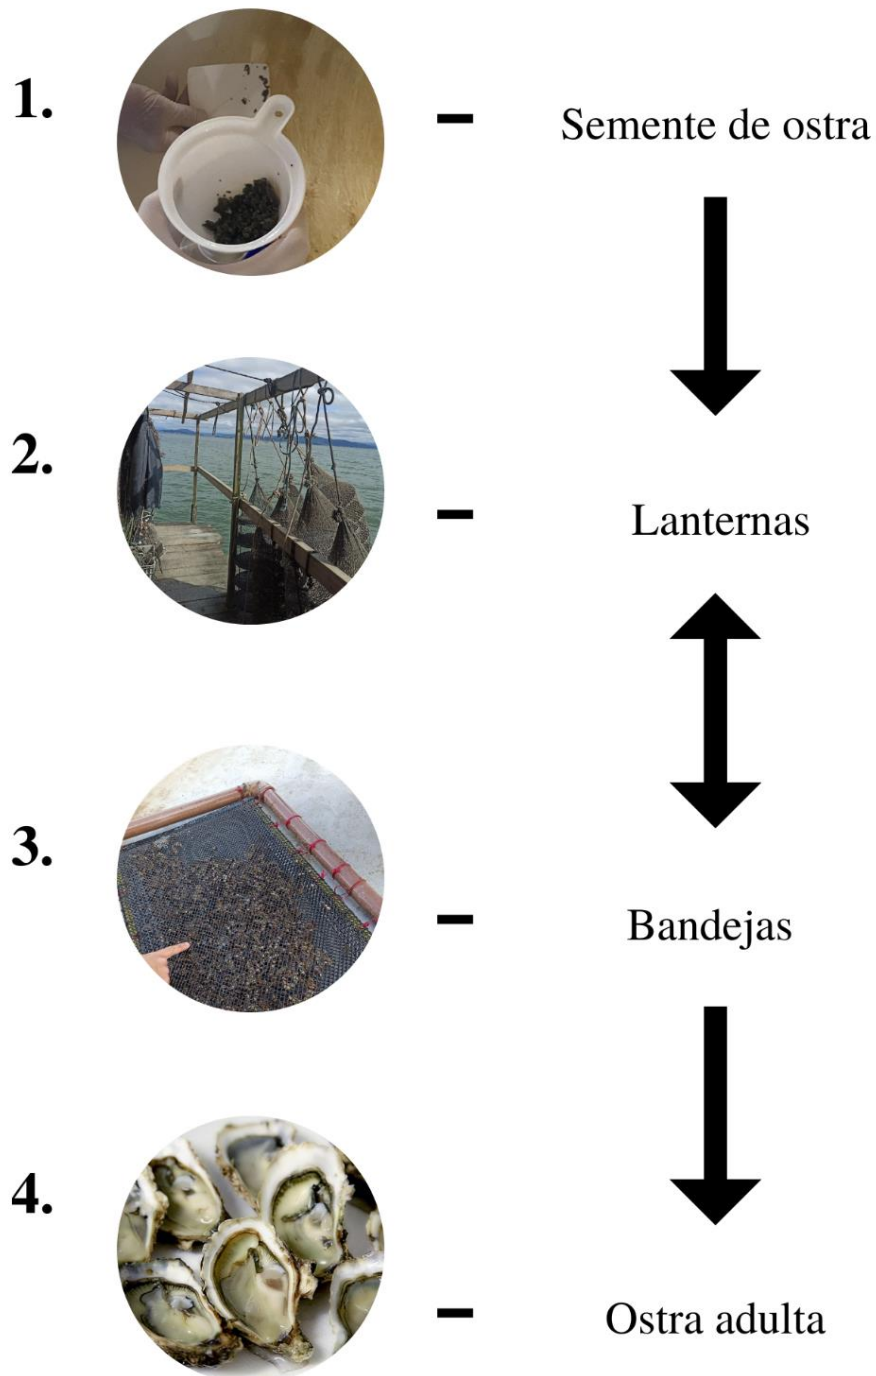 1. - Semente de ostra
2. - Lanternas
3. - Bandejas
4. - Ostra adulta